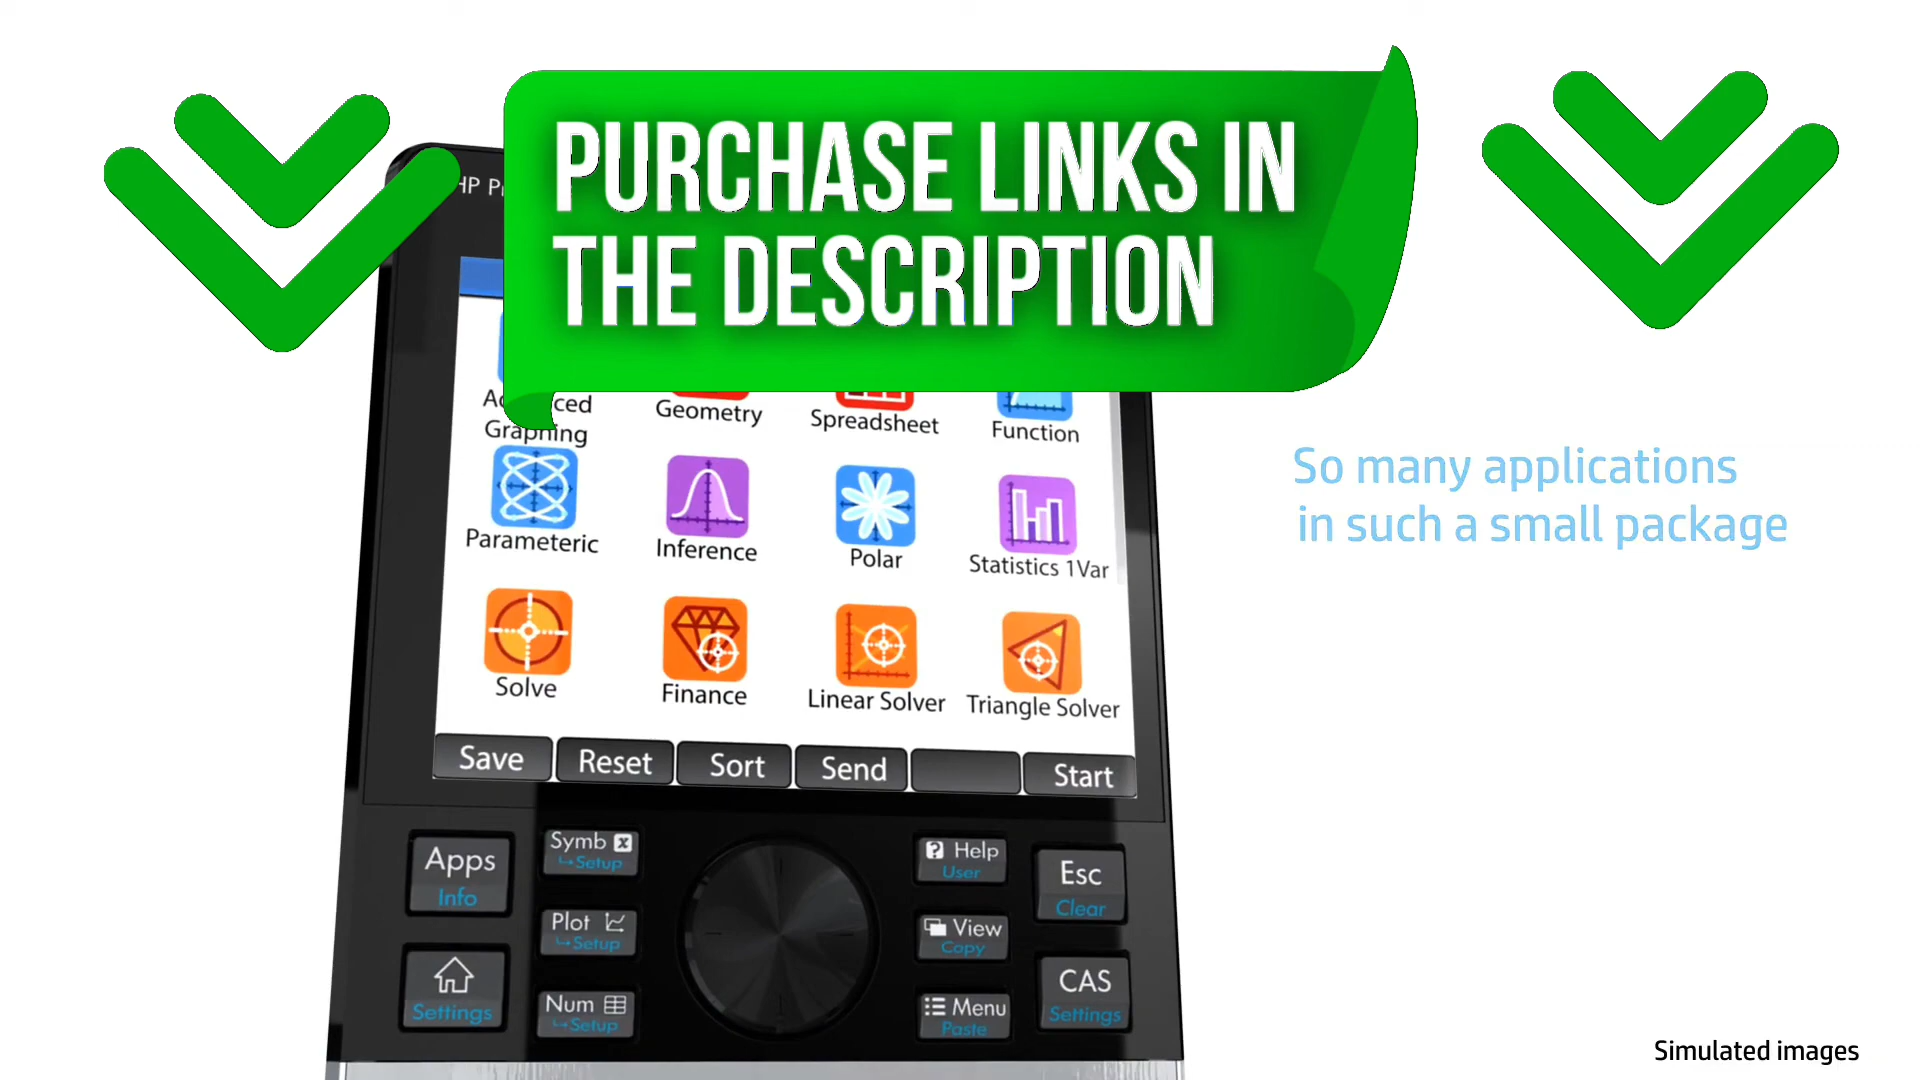 PURCHASE LINKS IN
THE DESCRIPTION
HP
Graphing
Geometry
Spreadsheet
Function
So many applications
in such a small package
Parameteric
Inference
Polar
Statistics 1Var
Solve
Finance
Linear Solver
Triangle Solver
Save
Reset
Sort
Send
Start
Apps
Info
Symb
Setup
Help
User
Esc
Clear
Plot
Setup
View
Copy
Settings
Num
Setup
Menu
Paste
CAS
Settings
Simulated images